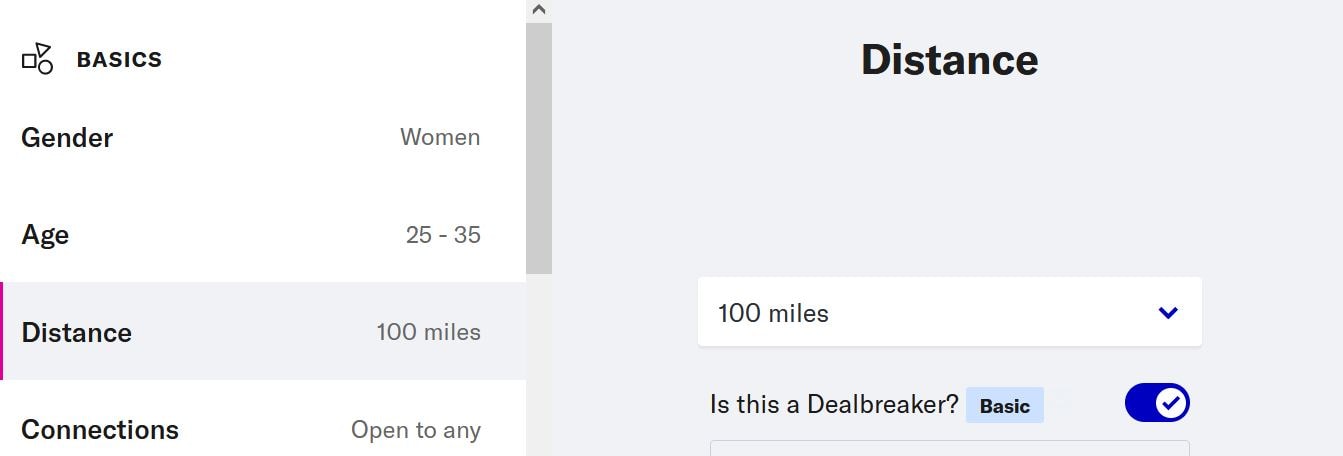 BASICS
Gender Women
Age 25 - 35
Distance 100 miles
Connections Open to any
Distance
100 miles
Is this a Dealbreaker? Basic